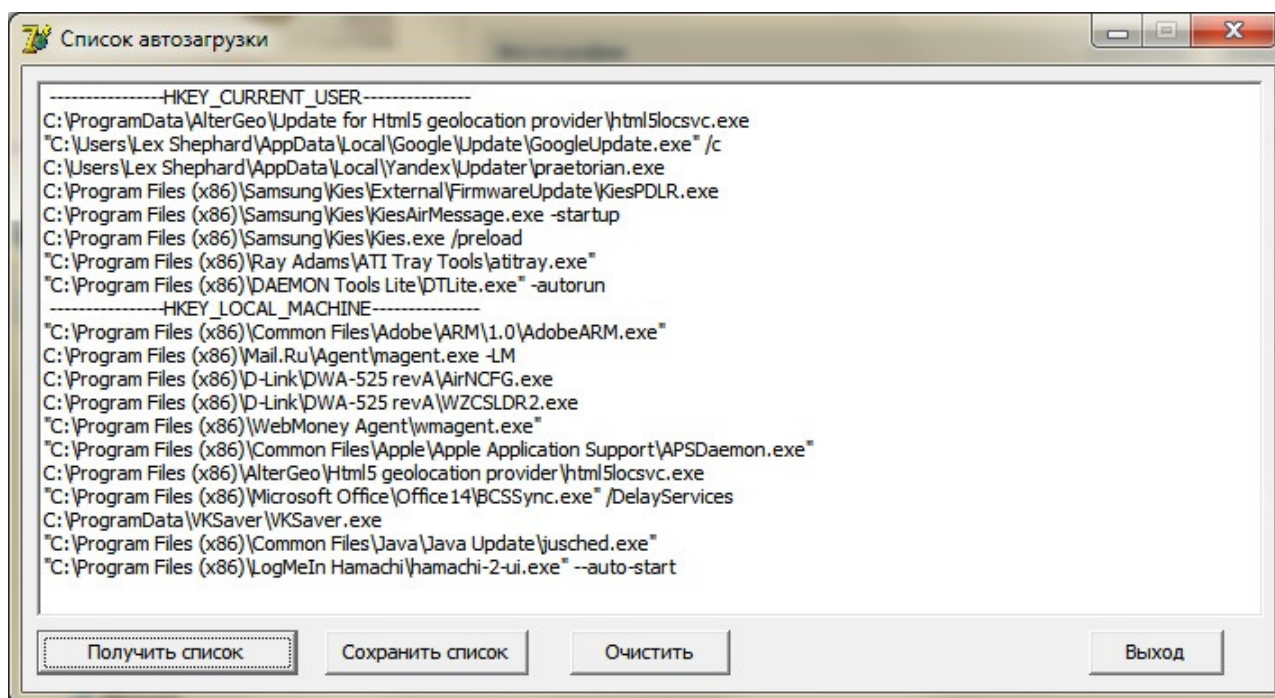 Список автозагрузки
----------------HKEY_CURRENT_USER---------------
C:\ProgramData\AlterGeo\Update for Html5 geolocation provider\html5locsvc.exe
"C:\Users\Lex Shephard\AppData\Local\Google\Update\GoogleUpdate.exe" /c
C:\Users\Lex Shephard\AppData\Local\Yandex\Updater\praetorian.exe
C:\Program Files (x86)\Samsung\Kies\External\FirmwareUpdate\KiesPDLR.exe
C:\Program Files (x86)\Samsung\Kies\KiesAirMessage.exe -startup
C:\Program Files (x86)\Samsung\Kies\Kies.exe /preload
"C:\Program Files (x86)\Ray Adams\ATI Tray Tools\atitray.exe"
"C:\Program Files (x86)\DAEMON Tools Lite\DTLite.exe" -autorun
----------------HKEY_LOCAL_MACHINE---------------
"C:\Program Files (x86)\Common Files\Adobe\ARM\1.0\AdobeARM.exe"
C:\Program Files (x86)\Mail.Ru\Agent\magent.exe -LM
C:\Program Files (x86)\D-Link\DWA-525 revA\AirNCFG.exe
C:\Program Files (x86)\D-Link\DWA-525 revA\WZCSLDR2.exe
"C:\Program Files (x86)\WebMoney Agent\wmagent.exe"
"C:\Program Files (x86)\Common Files\Apple\Apple Application Support\APSDaemon.exe"
C:\Program Files (x86)\AlterGeo\Html5 geolocation provider\html5locsvc.exe
"C:\Program Files (x86)\Microsoft Office\Office14\BCSSync.exe" /DelayServices
C:\ProgramData\VKSaver\VKSaver.exe
"C:\Program Files (x86)\Common Files\Java\Java Update\jusched.exe"
"C:\Program Files (x86)\LogMeIn Hamachi\hamachi-2-ui.exe" --auto-start
Получить список Сохранить список Очистить Выход